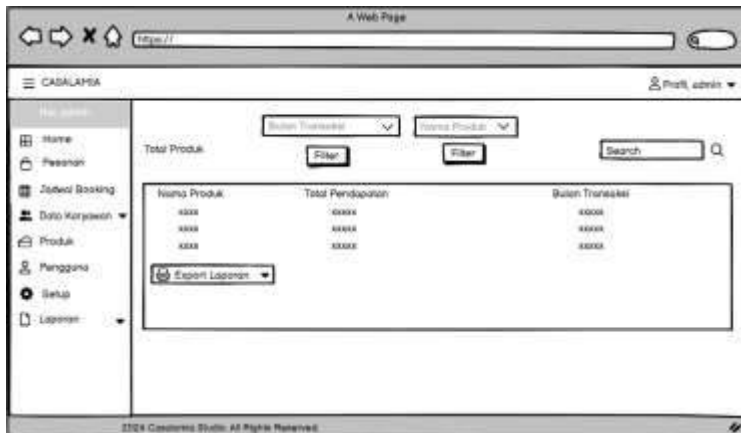 A Web Page
https://
CASALAMIA
Profil, admin
Hai, admin
Home
Pesanan
Jadwal Booking
Data Karyawan
Produk
Pengguna
Setup
Laporan
Bulan Transaksi
Nama Produk
Total Produk
Filter
Filter
Search
Nama Produk Total Pendapatan Bulan Transaksi
xxxx xxxxx xxxxx
xxxx xxxxx xxxxx
xxxx xxxxx xxxxx
Export Laporan
2024 Casalamia Studio. All Rights Reserved.